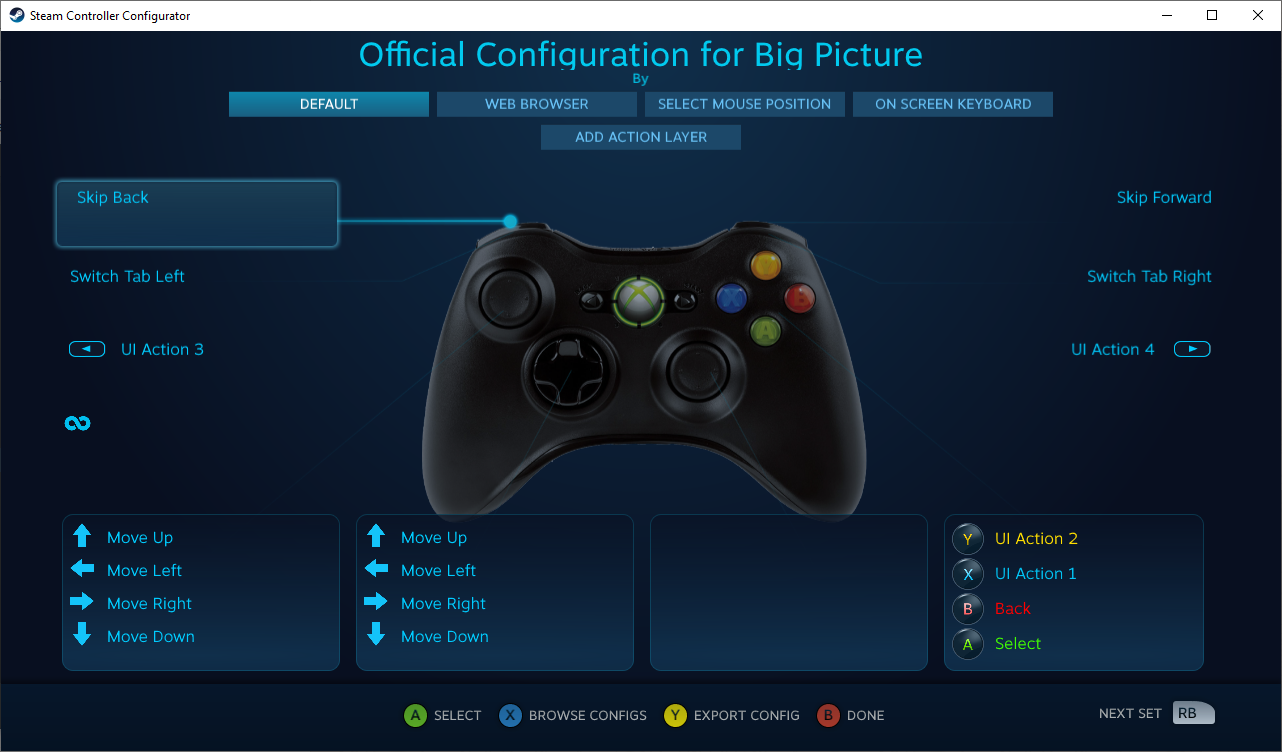 Steam Controller Configurator
Official Configuration for Big Picture
By
DEFAULT
WEB BROWSER
SELECT MOUSE POSITION
ON SCREEN KEYBOARD
ADD ACTION LAYER
Skip Back
Skip Forward
Switch Tab Left
Switch Tab Right
UI Action 3
UI Action 4
X
B
A
Move Up
Move Left
Move Right
Move Down
Move Up
Move Left
Move Right
Move Down
Y UI Action 2
X UI Action 1
B Back
A Select
A SELECT
X BROWSE CONFIGS
Y EXPORT CONFIG
B DONE
NEXT SET RB